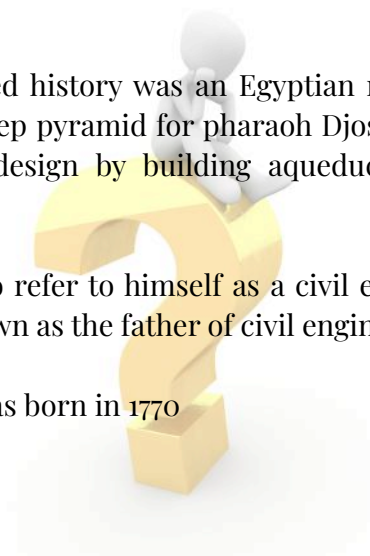 ed history was an Egyptian
ep pyramid for pharaoh Djos
design by building aqueduc
refer to himself as a civil e
wn as the father of civil engin
s born in 1770